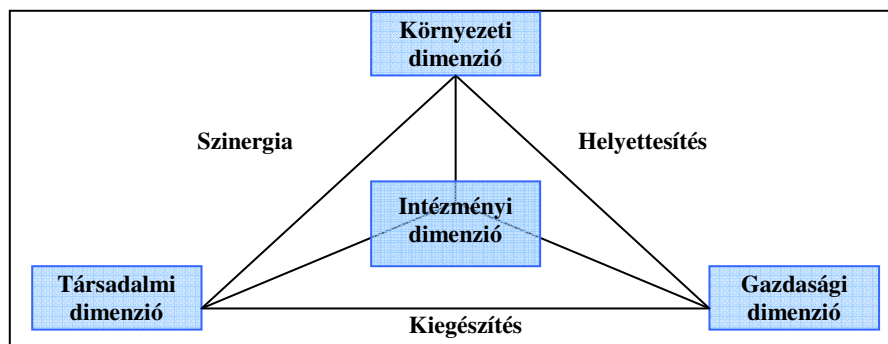 Környezeti
dimenzió
Szinergia
Helyettesítés
Intézményi
dimenzió
Társadalmi
dimenzió
Gazdasági
dimenzió
Kiegészítés